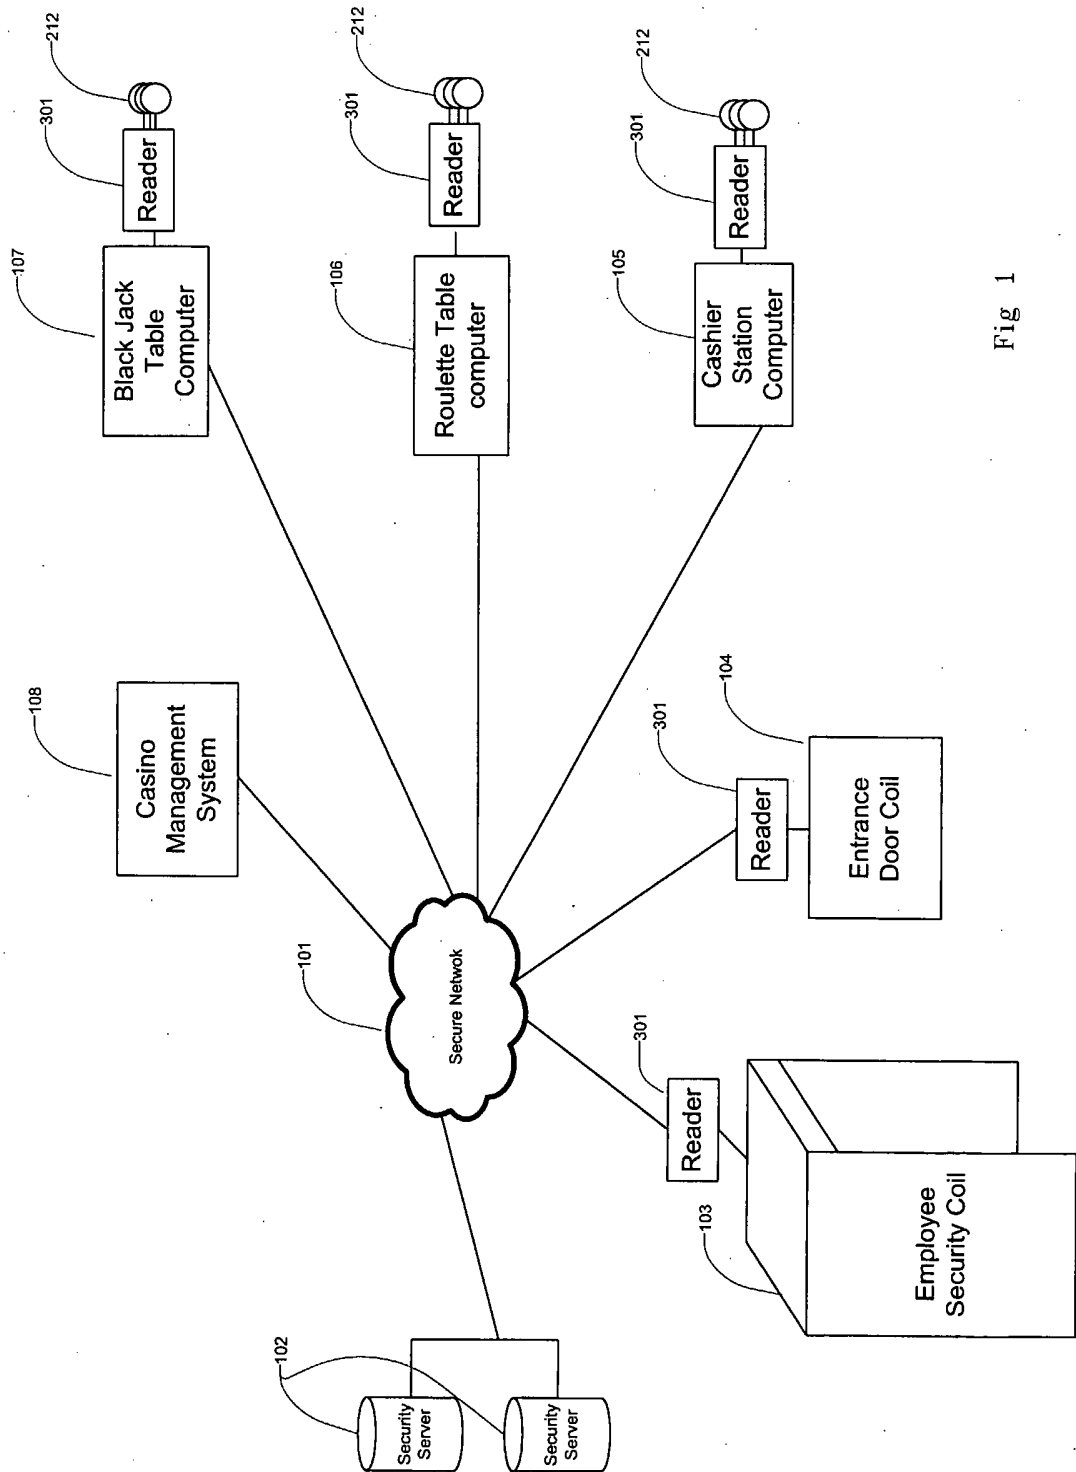 108
107
301
212
Casino
Management
System
Black Jack
Table
Computer
Reader
102
101
106
301
212
Security
Server
Security
Server
Secure Netwok
Roulette Table
computer
Reader
301
301
105
301
212
Reader
Reader
Cashier
Station
Computer
Reader
103
104
Employee
Security Coil
Entrance
Door Coil
Fig 1